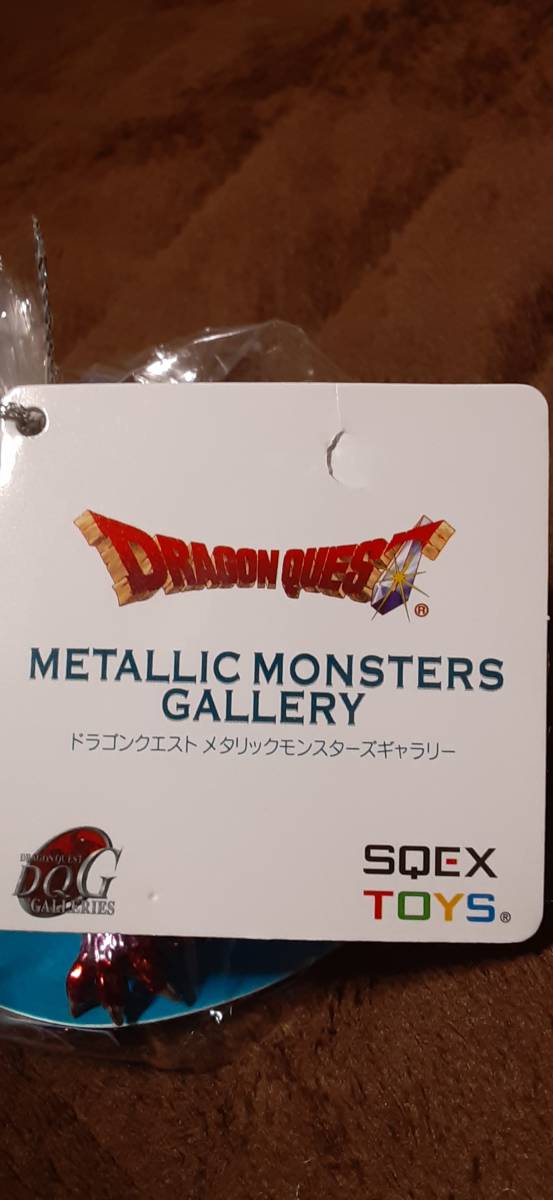 DRAGON QUEST®
METALLIC MONSTERS
GALLERY
ドラゴンクエスト メタリックモンスターズギャラリー
DRAGON QUEST
DQG
GALLERIES
SQEX
TOYS®